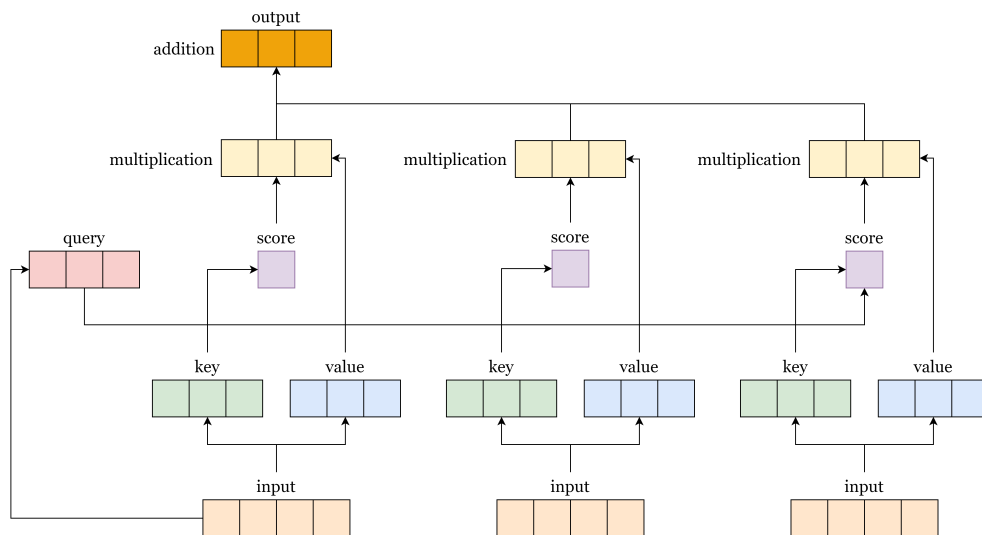 output
addition
multiplication
multiplication
multiplication
query
score
score
score
key
value
key
value
key
value
input
input
input